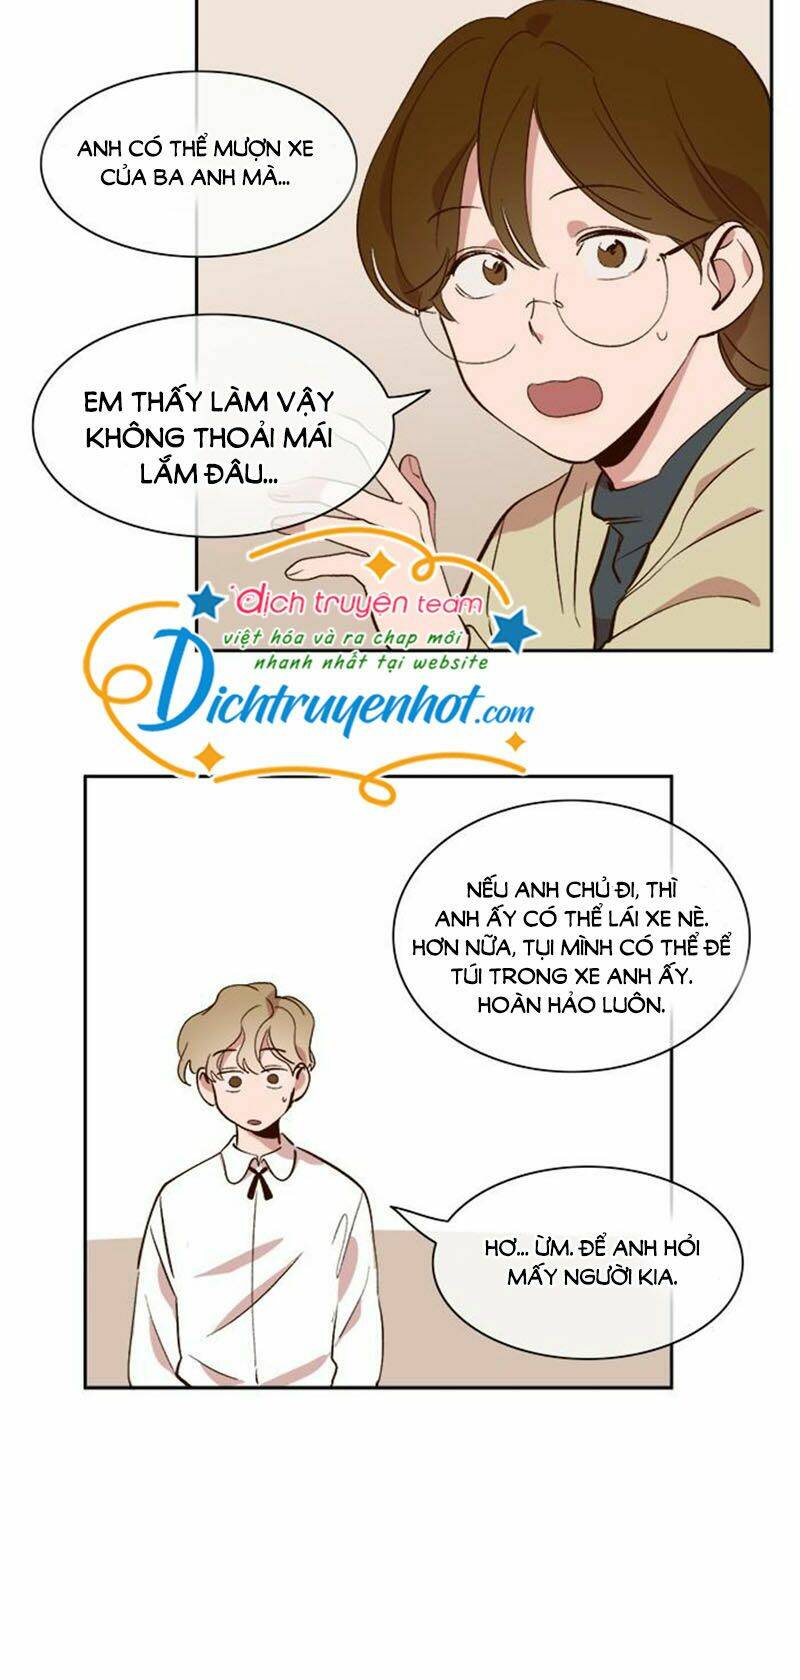 ANH CÓ THỂ MƯỢN XE
CỦA BA ANH MÀ...
EM THẤY LÀM VẬY
KHÔNG THOẢI MÁI
LẮM ĐÂU...
dịch truyện team
việt hóa và ra chap mới
nhanh nhất tại website
Dichtruyenhot.com
NẾU ANH CHỦ ĐI, THÌ
ANH ẤY CÓ THỂ LÁI XE NÈ.
HƠN NỮA, TỤI MÌNH CÓ THỂ ĐỂ
TÚI TRONG XE ANH ẤY.
HOÀN HẢO LUÔN.
HƠ... ỪM. ĐỂ ANH HỎI
MẤY NGƯỜI KIA.